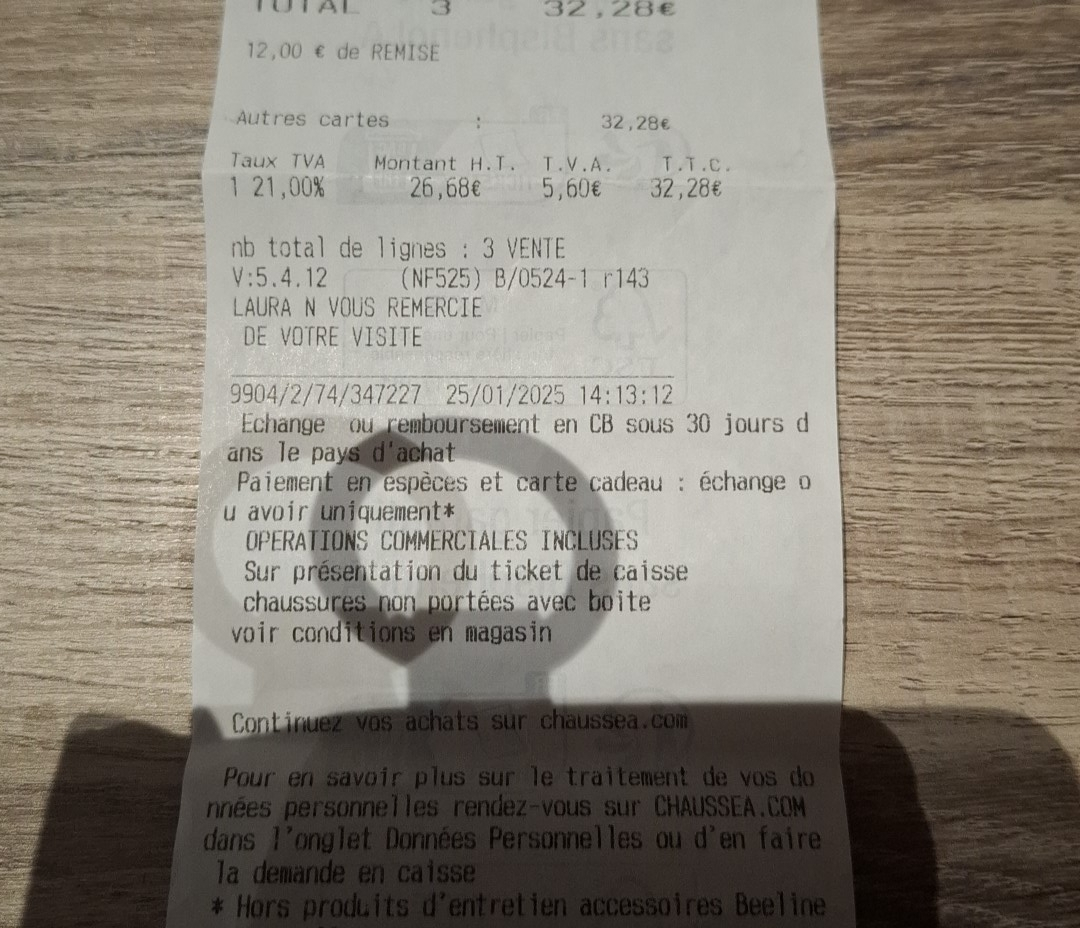 TOTAL 3 32,28€
12,00 € de REMISE
Autres cartes : 32,28€
Taux TVA Montant H.T. T.V.A. T.T.C.
1 21,00% 26,68€ 5,60€ 32,28€
nb total de lignes : 3 VENTE
V:5.4.12 (NF525) B/0524-1 r143
LAURA N VOUS REMERCIE
DE VOTRE VISITE
9904/2/74/347227 25/01/2025 14:13:12
Echange ou remboursement en CB sous 30 jours d
ans le pays d'achat
Paiement en espèces et carte cadeau : échange o
u avoir uniquement*
OPERATIONS COMMERCIALES INCLUSES
Sur présentation du ticket de caisse
chaussures non portées avec boite
voir conditions en magasin
Continuez vos achats sur chaussea.com
Pour en savoir plus sur le traitement de vos do
nnées personnelles rendez-vous sur CHAUSSEA.COM
dans l'onglet Données Personnelles ou d'en faire
la demande en caisse
* Hors produits d'entretien accessoires Beeline